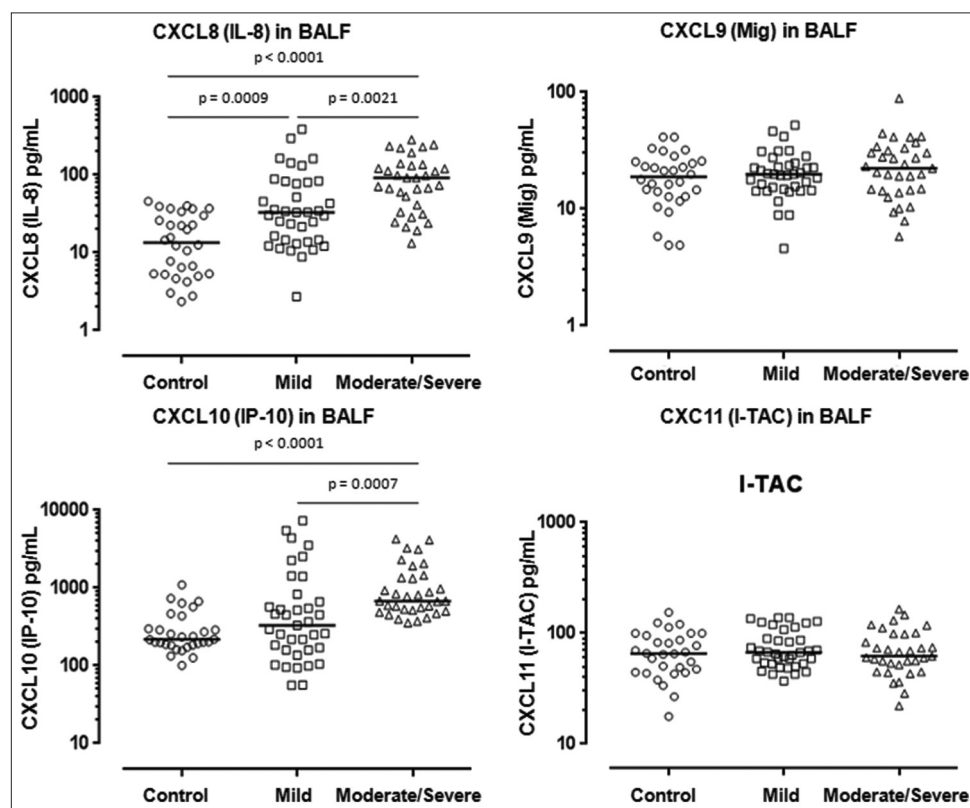 CXCL8 (IL-8) in BALF
p < 0.0001
p = 0.0009
p = 0.0021
CXCL8 (IL-8) pg/mL
1000
100
10
1
Control
Mild
Moderate/Severe
CXCL9 (Mig) in BALF
CXCL9 (Mig) pg/mL
100
10
1
Control
Mild
Moderate/Severe
CXCL10 (IP-10) in BALF
p < 0.0001
p = 0.0007
CXCL10 (IP-10) pg/mL
10000
1000
100
10
Control
Mild
Moderate/Severe
CXC11 (I-TAC) in BALF
I-TAC
CXCL11 (I-TAC) pg/mL
1000
100
10
Control
Mild
Moderate/Severe